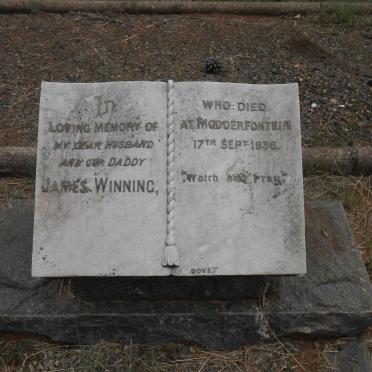 In
LOVING MEMORY OF
MY DEAR HUSBAND
AND OUR DADDY
JAMES WINNING,
WHO DIED
AT MODDERFONTEIN
17TH SEPT 1936.
"Watch and Pray."
DOVEY